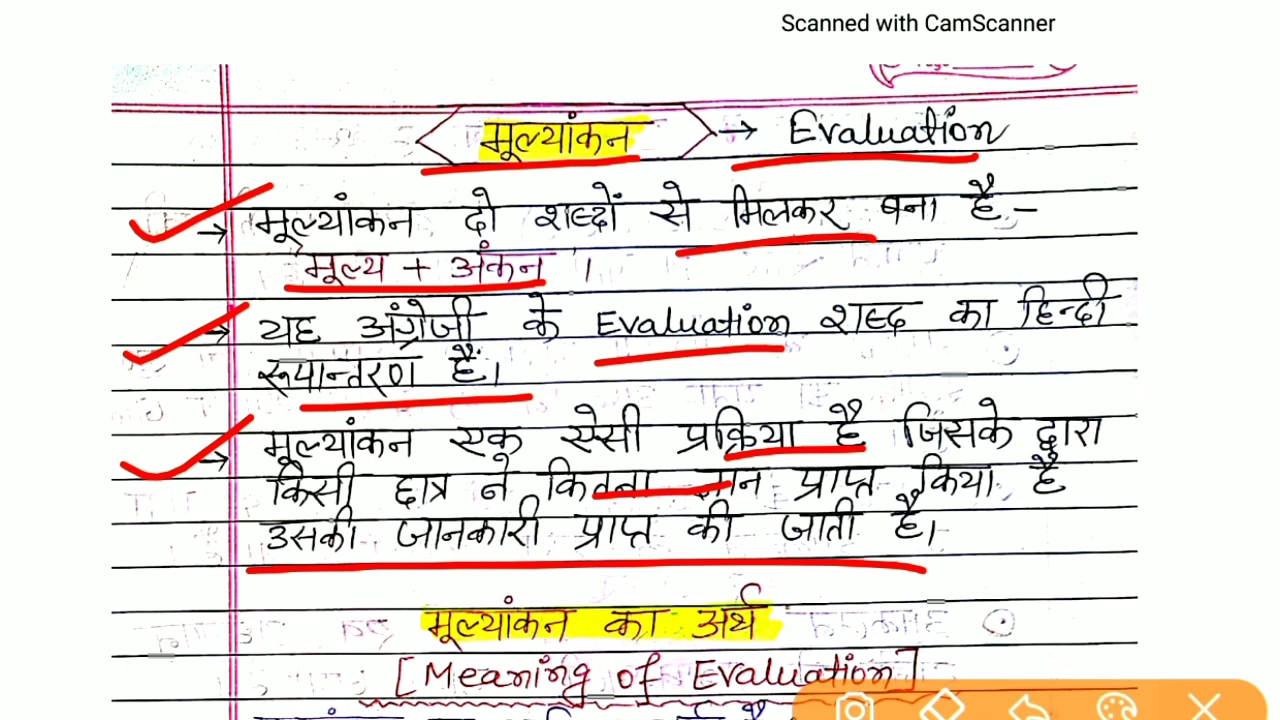 Scanned with CamScanner
मूल्यांकन → Evaluation
→ मूल्यांकन दो शब्दों से मिलकर बना है -
मूल्य + अंकन ।
→ यह अंग्रेजी के Evaluation शब्द का हिन्दी
रूपान्तरण है।
→ मूल्यांकन एक ऐसी प्रक्रिया है जिसके द्वारा
किसी छात्र ने कितना ज्ञान प्राप्त किया है
उसकी जानकारी प्राप्त की जाती है।
मूल्यांकन का अर्थ
[Meaning of Evaluation]